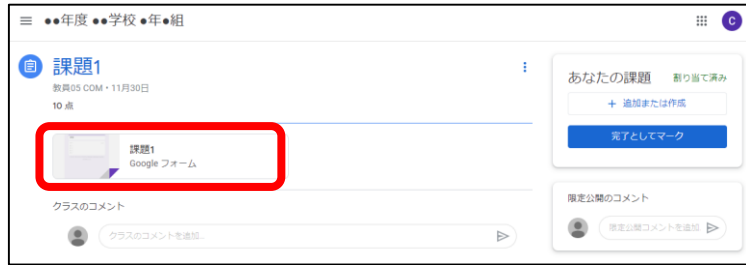 ●●年度 ●●学校 ●年●組
C
課題1
教員05 COM・11月30日
10 点
課題1
Google フォーム
クラスのコメント
クラスのコメントを追加…
あなたの課題 割り当て済み
+ 追加または作成
完了としてマーク
限定公開のコメント
限定公開コメントを追加